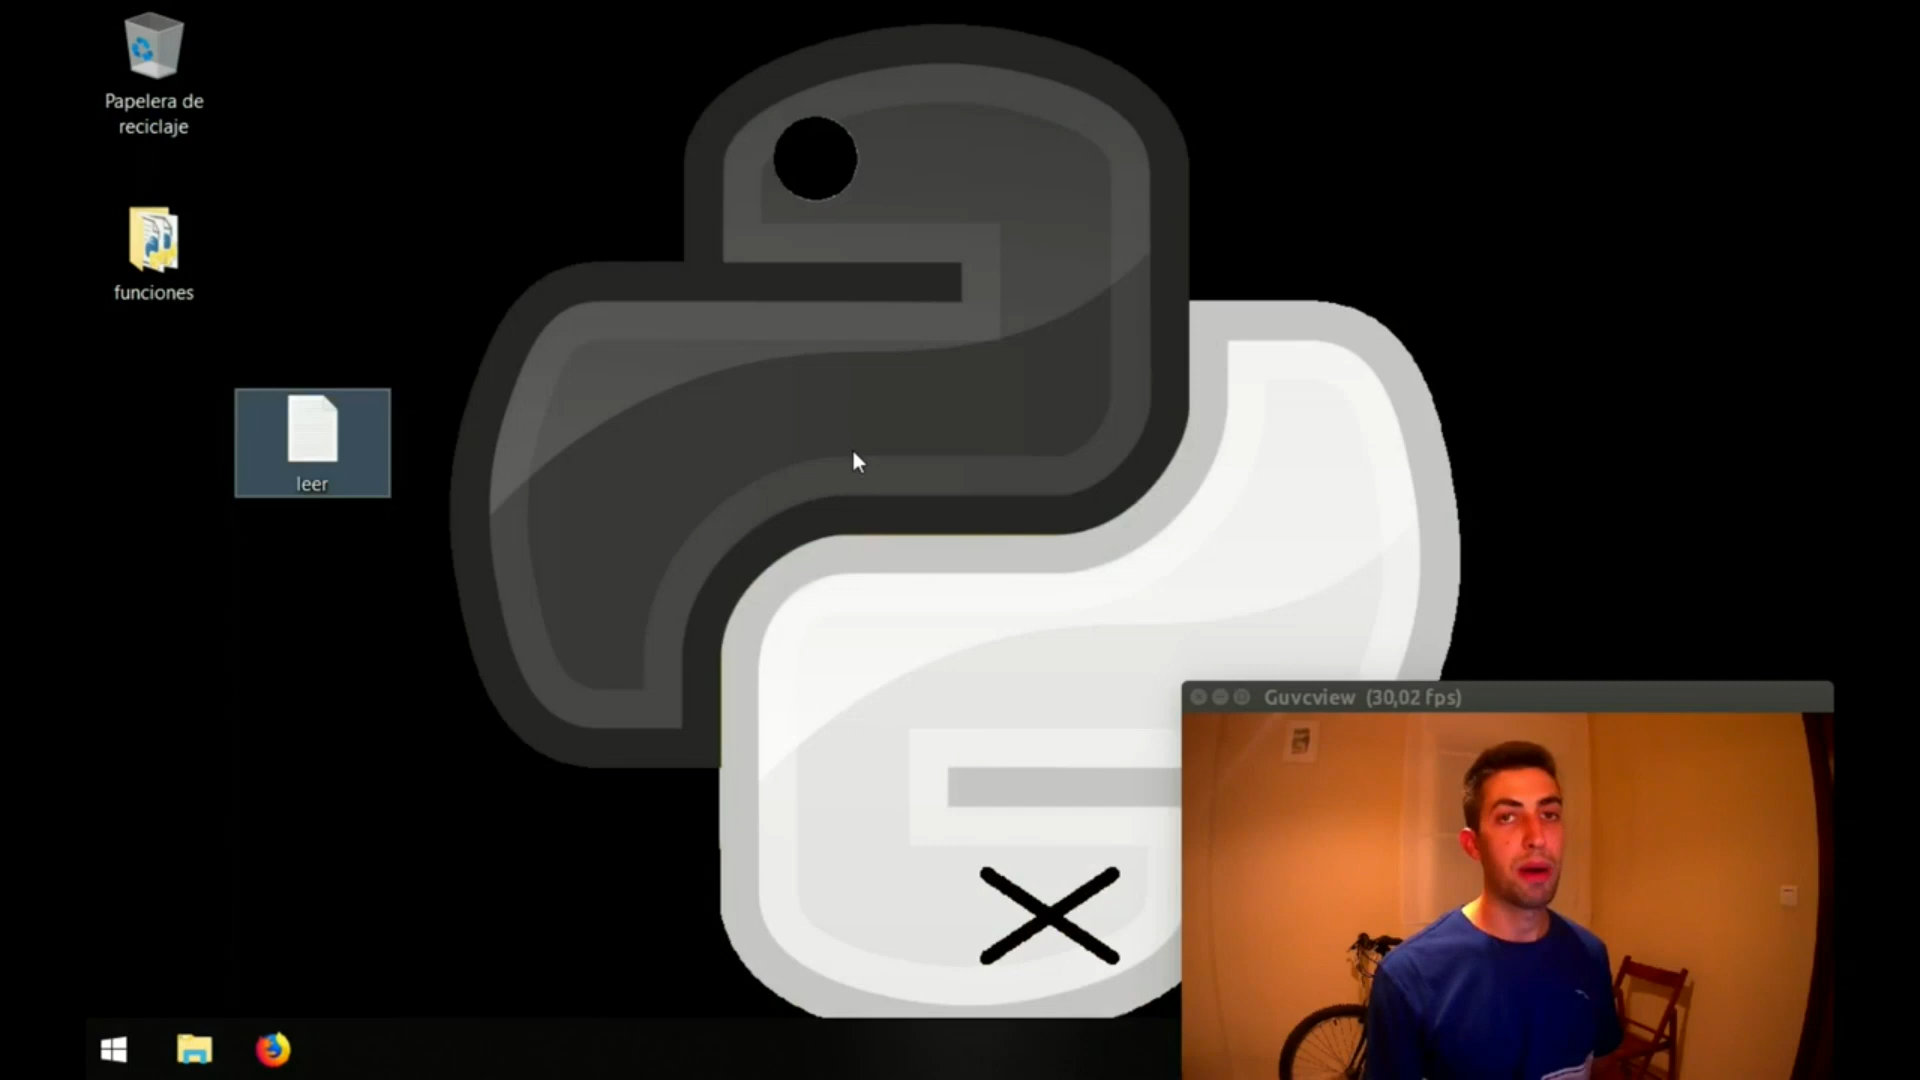 Papelera de
reciclaje
funciones
leer
Guvcview (30,02 fps)